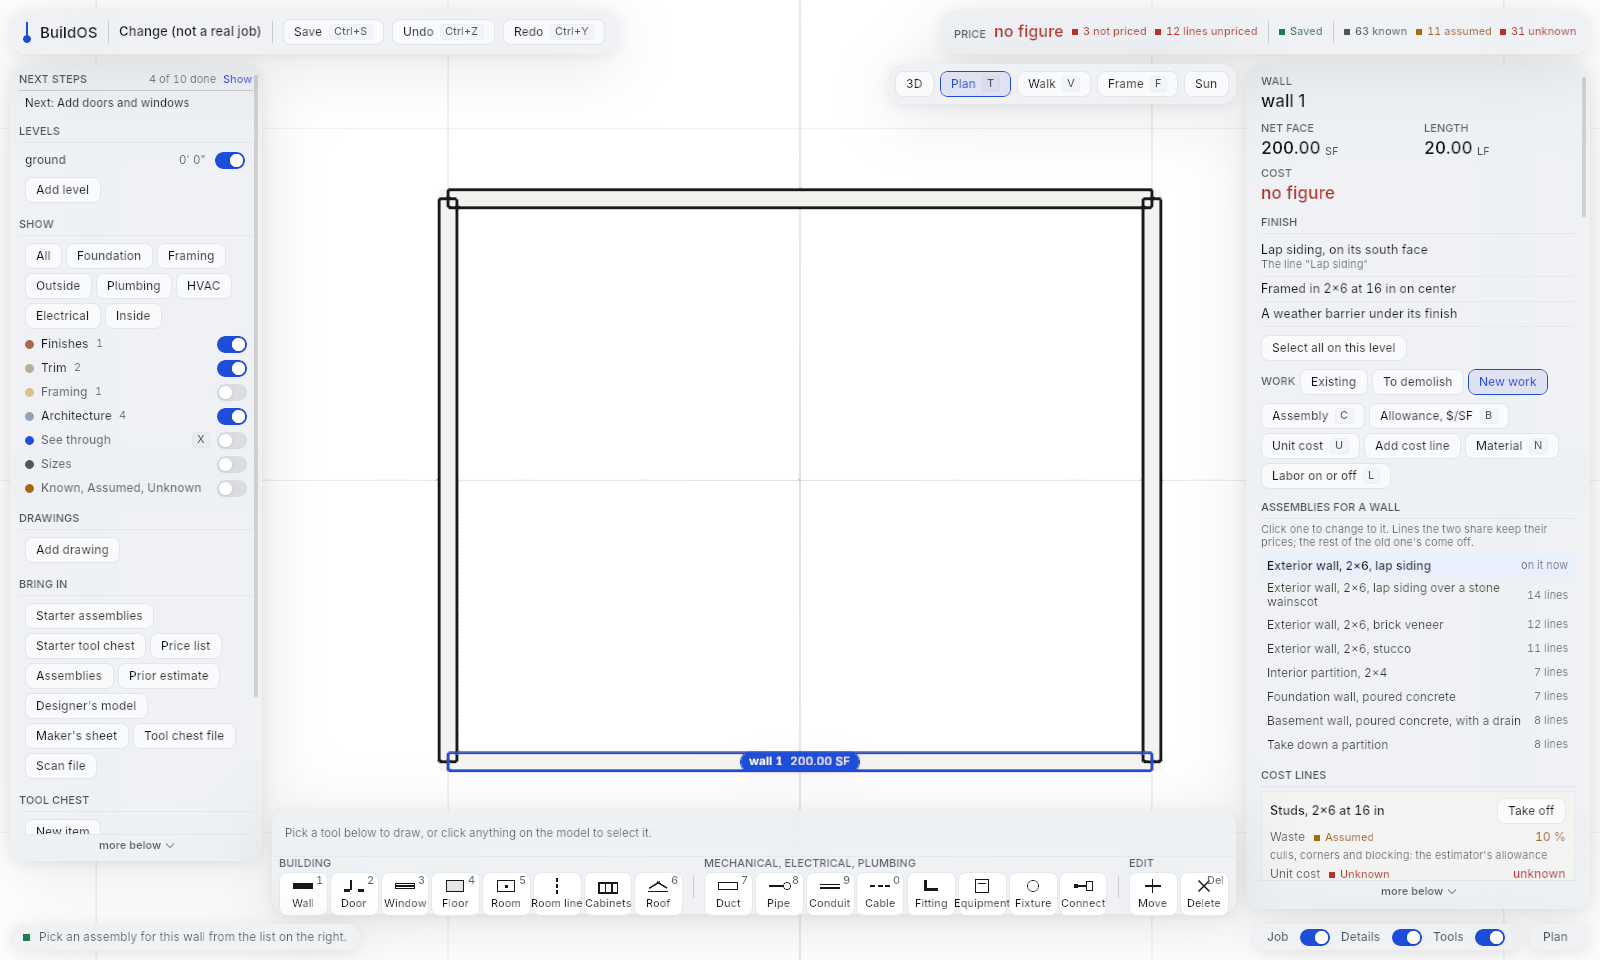 BuildOS
Change (not a real job)
Save Ctrl+S
Undo Ctrl+Z
Redo Ctrl+Y
PRICE no figure 3 not priced 12 lines unpriced Saved 63 known 11 assumed 31 unknown
3D
Plan T
Walk V
Frame F
Sun
NEXT STEPS 4 of 10 done Show
Next: Add doors and windows
LEVELS
ground 0' 0"
Add level
SHOW
All Foundation Framing
Outside Plumbing HVAC
Electrical Inside
Finishes 1
Trim 2
Framing 1
Architecture 4
See through X
Sizes
Known, Assumed, Unknown
DRAWINGS
Add drawing
BRING IN
Starter assemblies
Starter tool chest Price list
Assemblies Prior estimate
Designer's model
Maker's sheet Tool chest file
Scan file
TOOL CHEST
New item
more below
wall 1 200.00 SF
Pick a tool below to draw, or click anything on the model to select it.
BUILDING
Wall 1
Door 2
Window 3
Floor 4
Room 5
Room line
Cabinets
Roof 6
MECHANICAL, ELECTRICAL, PLUMBING
Duct 7
Pipe 8
Conduit 9
Cable 0
Fitting
Equipment
Fixture
Connect
EDIT
Move
Delete Del
WALL
wall 1
NET FACE LENGTH
200.00 SF 20.00 LF
COST
no figure
FINISH
Lap siding, on its south face
The line "Lap siding"
Framed in 2×6 at 16 in on center
A weather barrier under its finish
Select all on this level
WORK Existing To demolish New work
Assembly C Allowance, $/SF B
Unit cost U Add cost line Material N
Labor on or off L
ASSEMBLIES FOR A WALL
Click one to change to it. Lines the two share keep their
prices; the rest of the old one's come off.
Exterior wall, 2×6, lap siding on it now
Exterior wall, 2×6, lap siding over a stone
wainscot 14 lines
Exterior wall, 2×6, brick veneer 12 lines
Exterior wall, 2×6, stucco 11 lines
Interior partition, 2×4 7 lines
Foundation wall, poured concrete 7 lines
Basement wall, poured concrete, with a drain 8 lines
Take down a partition 8 lines
COST LINES
Studs, 2×6 at 16 in Take off
Waste Assumed 10 %
culls, corners and blocking: the estimator's allowance
Unit cost Unknown unknown
more below
Pick an assembly for this wall from the list on the right.
Job Details Tools Plan